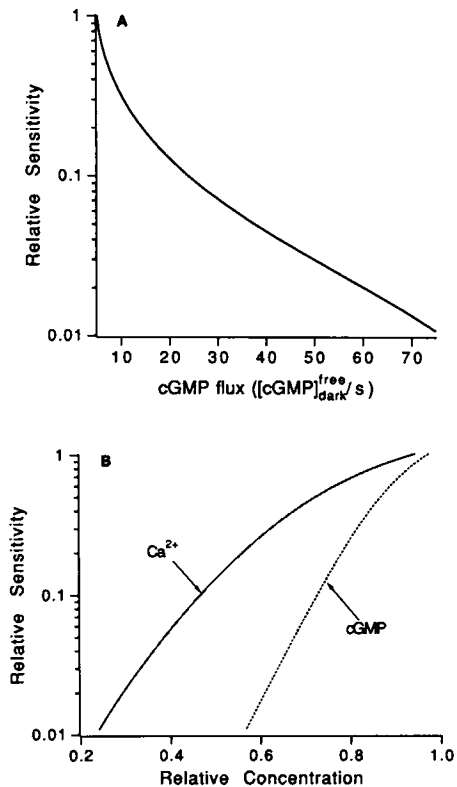 A
1
0.1
0.01
Relative Sensitivity
10 20 30 40 50 60 70
cGMP flux ([cGMP]free dark/s)
B
1
0.1
0.01
Relative Sensitivity
Ca2+
cGMP
0.2 0.4 0.6 0.8 1.0
Relative Concentration